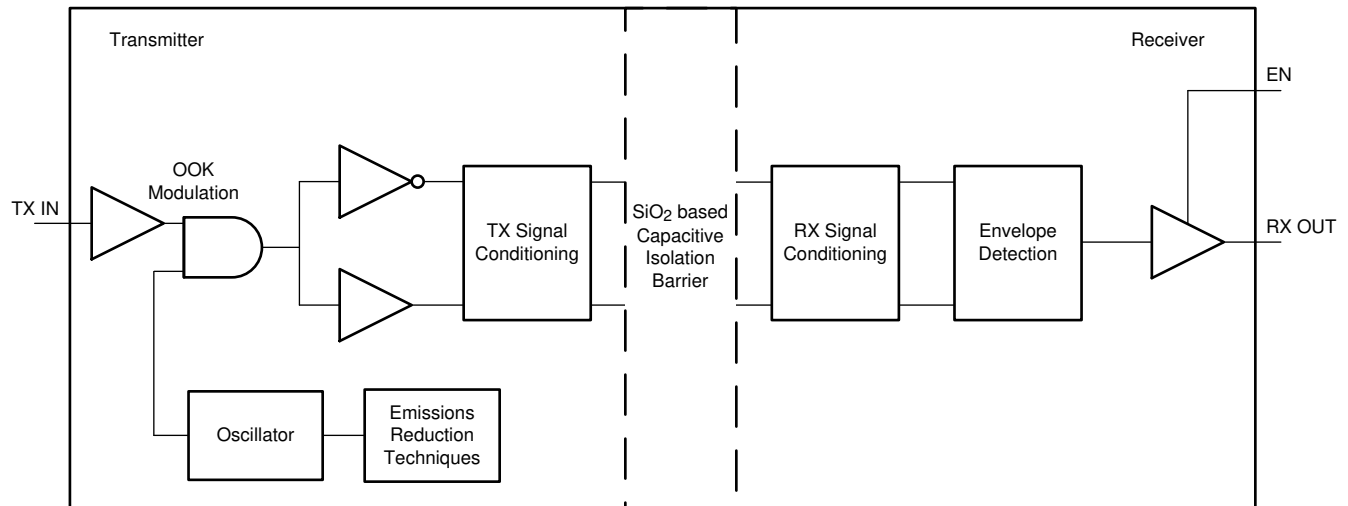 Transmitter
Receiver
EN
OOK
Modulation
TX IN
TX Signal
Conditioning
SiO2 based
Capacitive
Isolation
Barrier
RX Signal
Conditioning
Envelope
Detection
RX OUT
Oscillator
Emissions
Reduction
Techniques